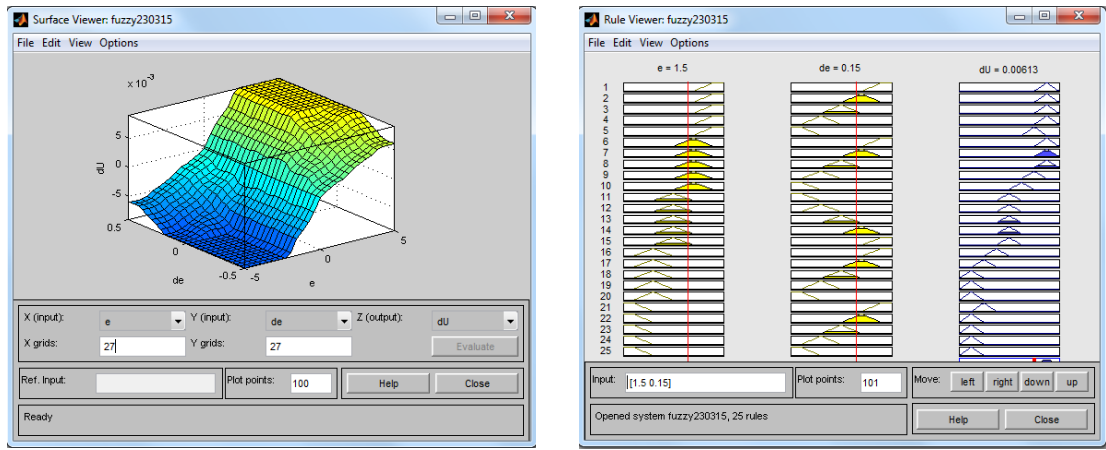 Surface Viewer: fuzzy230315
File Edit View Options
x 10^-3
5
0
-5
dU
0.5
0
-0.5
de
-5
0
5
e
X (input): e Y (input): de Z (output): dU
X grids: 27 Y grids: 27 Evaluate
Ref. Input: Plot points: 100 Help Close
Ready
Rule Viewer: fuzzy230315
File Edit View Options
e = 1.5 de = 0.15 dU = 0.00613
1
2
3
4
5
6
7
8
9
10
11
12
13
14
15
16
17
18
19
20
21
22
23
24
25
Input: [1.5 0.15] Plot points: 101 Move: left right down up
Opened system fuzzy230315, 25 rules Help Close